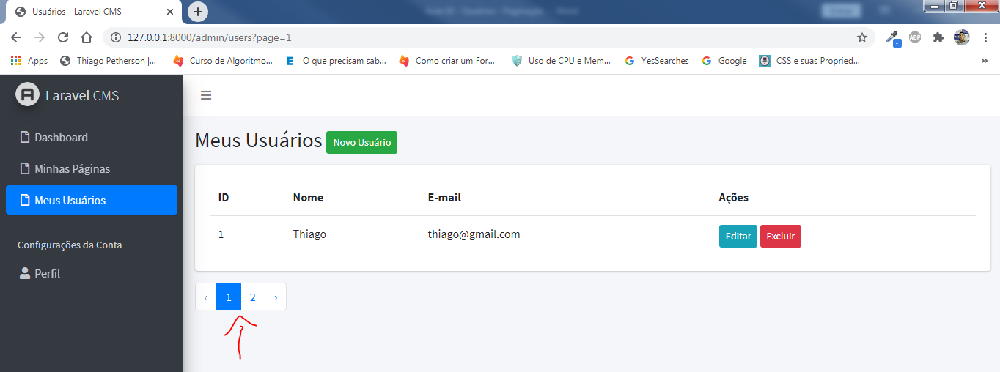 Usuários - Laravel CMS
127.0.0.1:8000/admin/users?page=1
ABP
Apps Thiago Petherson |... Curso de Algoritmo... O que precisam sab... Como criar um For... Uso de CPU e Mem... YesSearches Google CSS e suas Propried...
Laravel CMS
Dashboard
Minhas Páginas
Meus Usuários
Configurações da Conta
Perfil
Meus Usuários Novo Usuário
ID Nome E-mail Ações
1 Thiago thiago@gmail.com Editar Excluir
‹ 1 2 ›